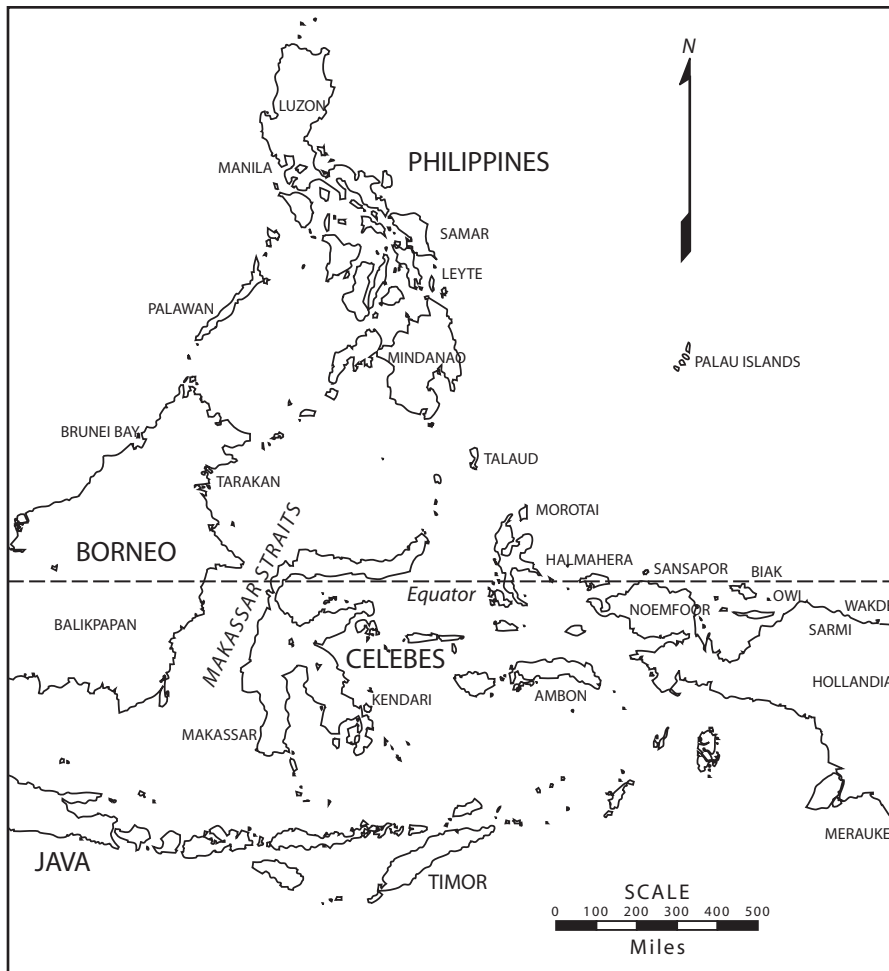 N
LUZON
MANILA
PHILIPPINES
SAMAR
LEYTE
PALAWAN
MINDANAO
PALAU ISLANDS
BRUNEI BAY
TALAUD
TARAKAN
MOROTAI
BORNEO
MAKASSAR STRAITS
HALMAHERA
SANSAPOR
BIAK
Equator
OWI
WAKDE
NOEMFOOR
BALIKPAPAN
SARMI
CELEBES
HOLLANDIA
KENDARI
AMBON
MAKASSAR
MERAUKE
JAVA
TIMOR
SCALE
0 100 200 300 400 500
Miles